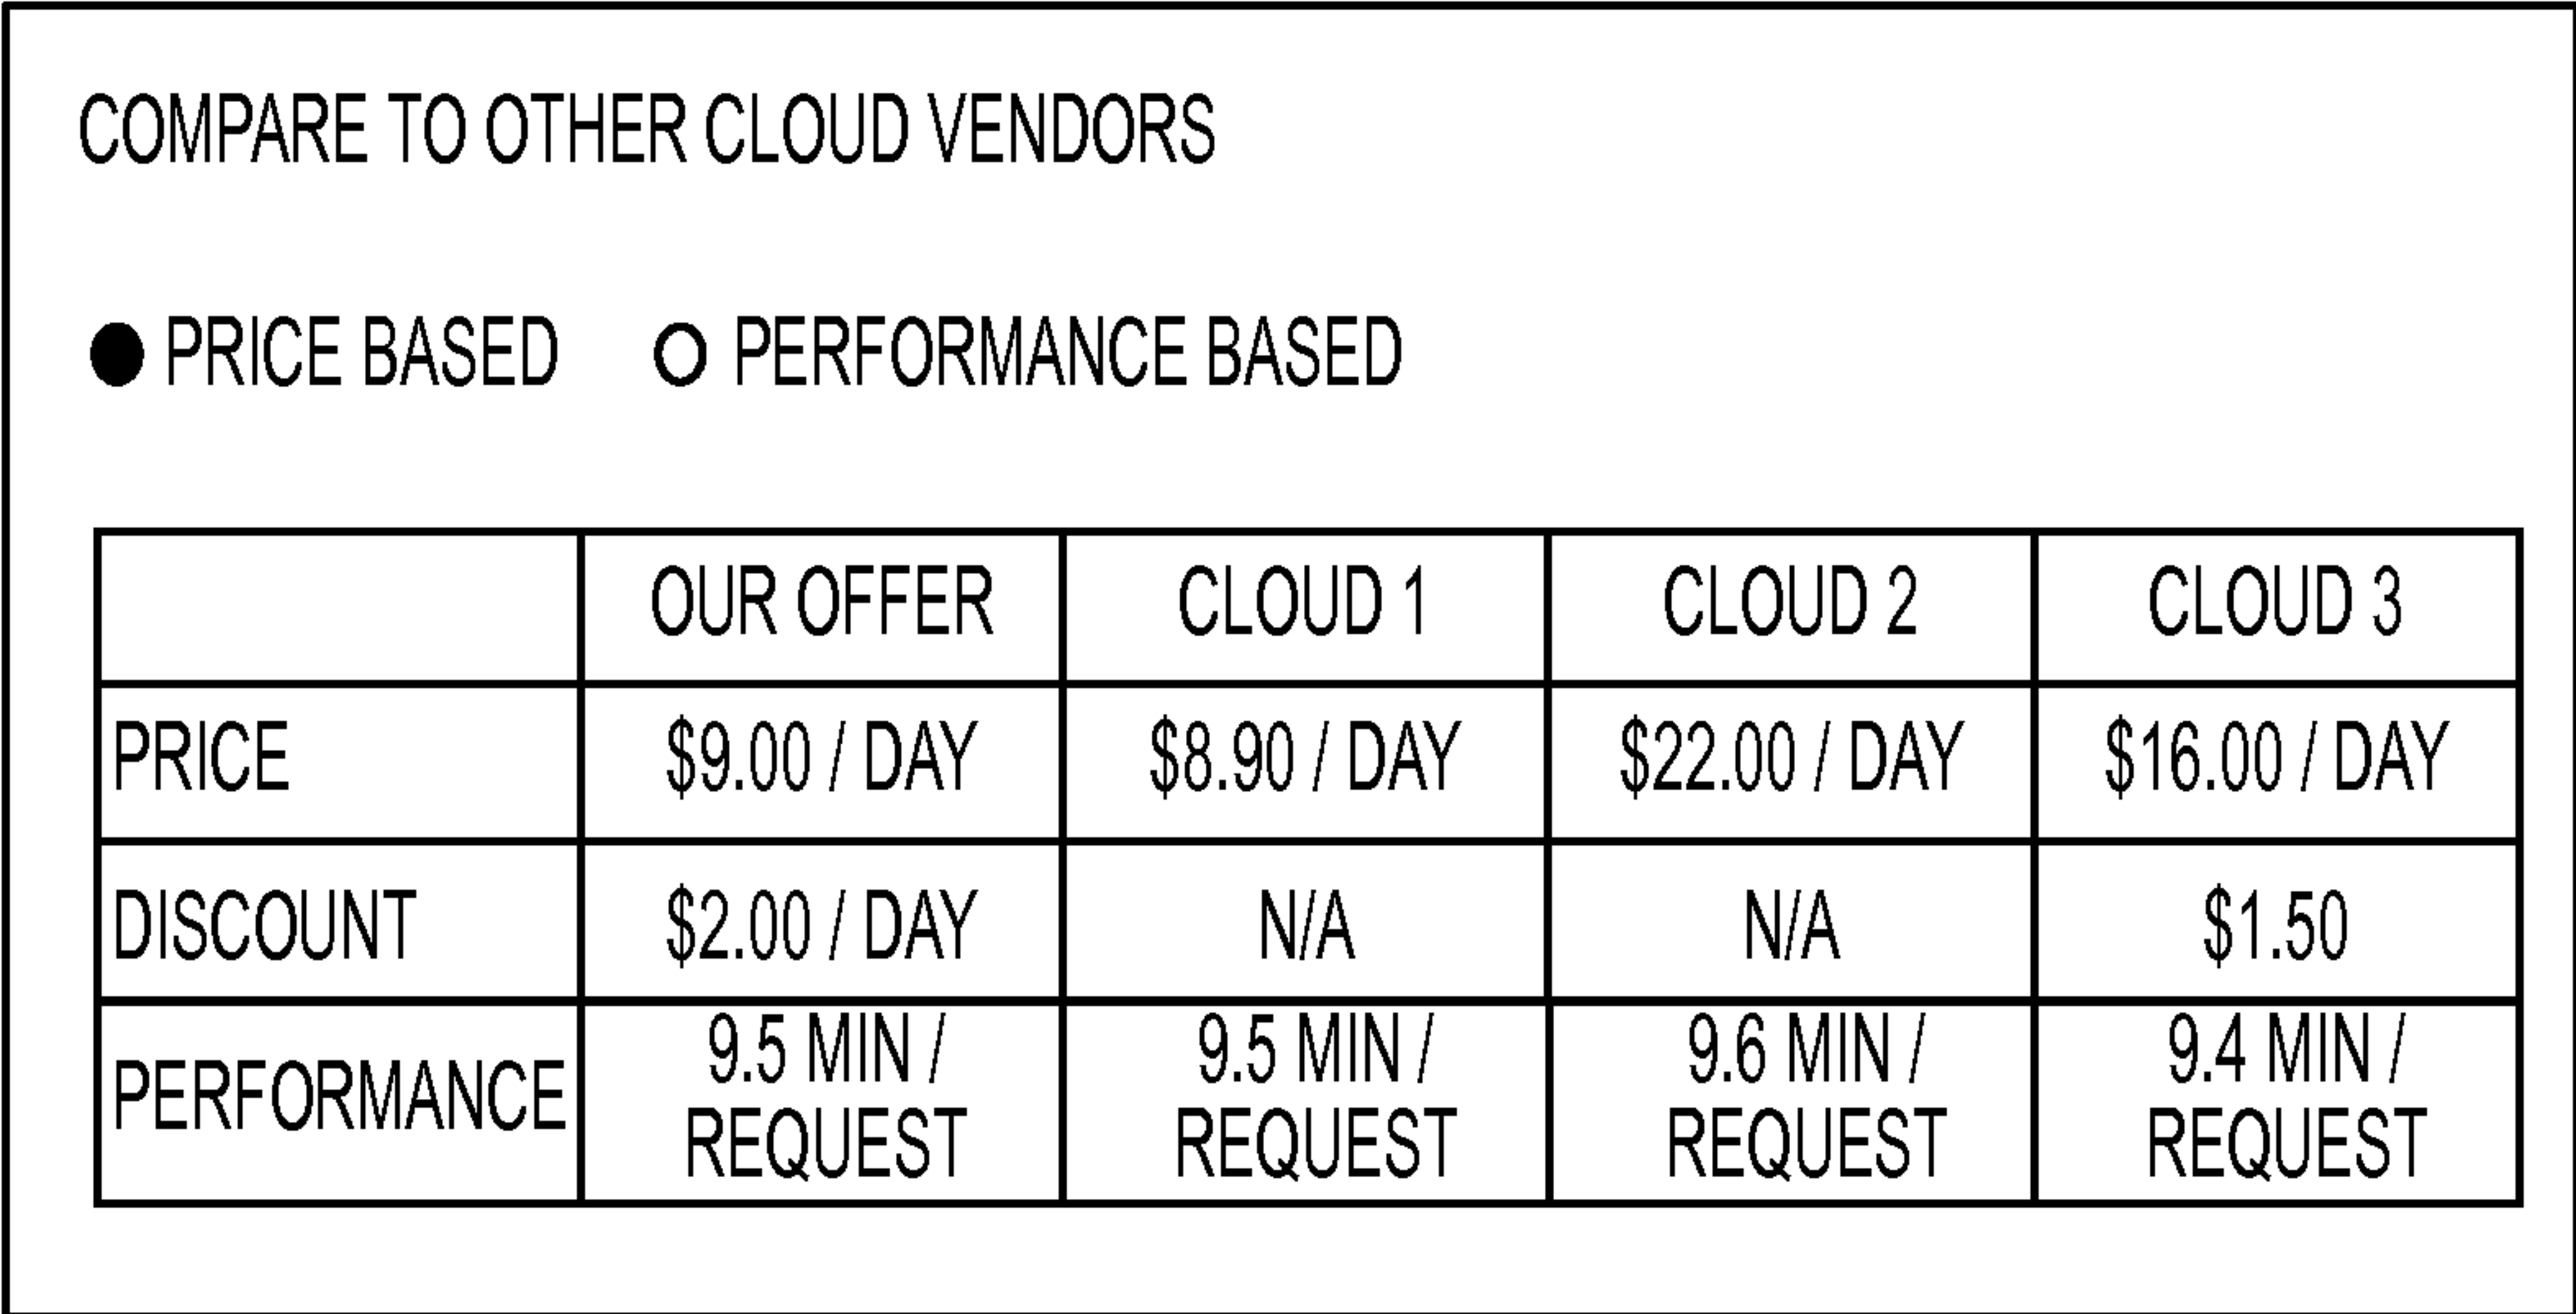 COMPARE TO OTHER CLOUD VENDORS
PRICE BASED PERFORMANCE BASED
OUR OFFER CLOUD 1 CLOUD 2 CLOUD 3
PRICE $9.00 / DAY $8.90 / DAY $22.00 / DAY $16.00 / DAY
DISCOUNT $2.00 / DAY N/A N/A $1.50
PERFORMANCE 9.5 MIN / REQUEST 9.5 MIN / REQUEST 9.6 MIN / REQUEST 9.4 MIN / REQUEST